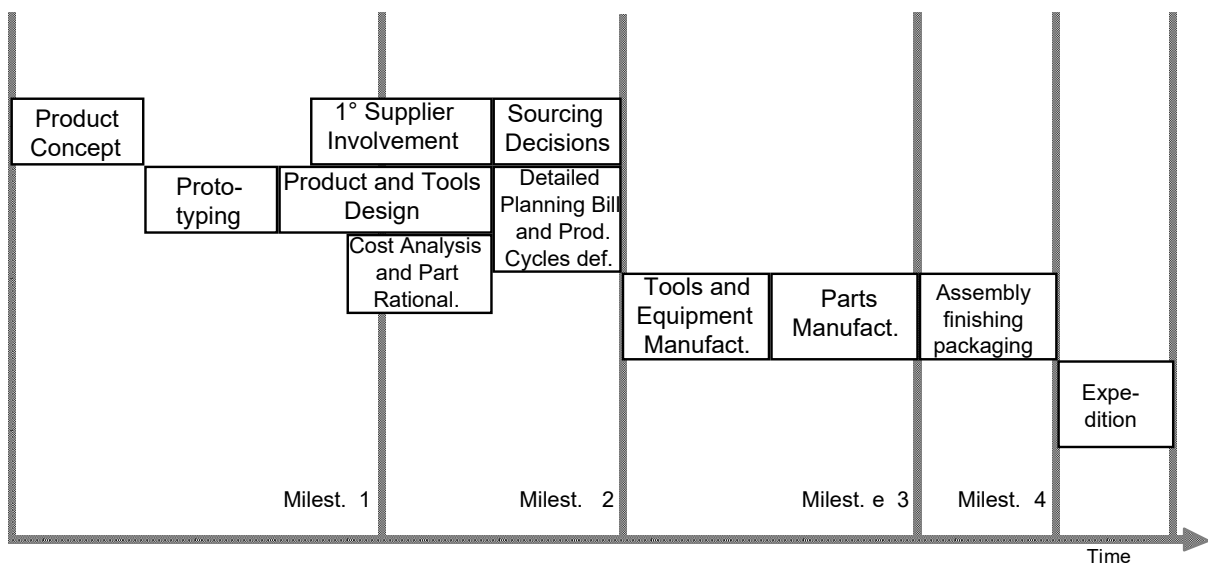 Product
Concept
1° Supplier
Involvement
Sourcing
Decisions
Proto-
typing
Product and Tools
Design
Detailed
Planning Bill
and Prod.
Cycles def.
Cost Analysis
and Part
Rational.
Tools and
Equipment
Manufact.
Parts
Manufact.
Assembly
finishing
packaging
Expe-
dition
Milest. 1
Milest. 2
Milest. e 3
Milest. 4
Time